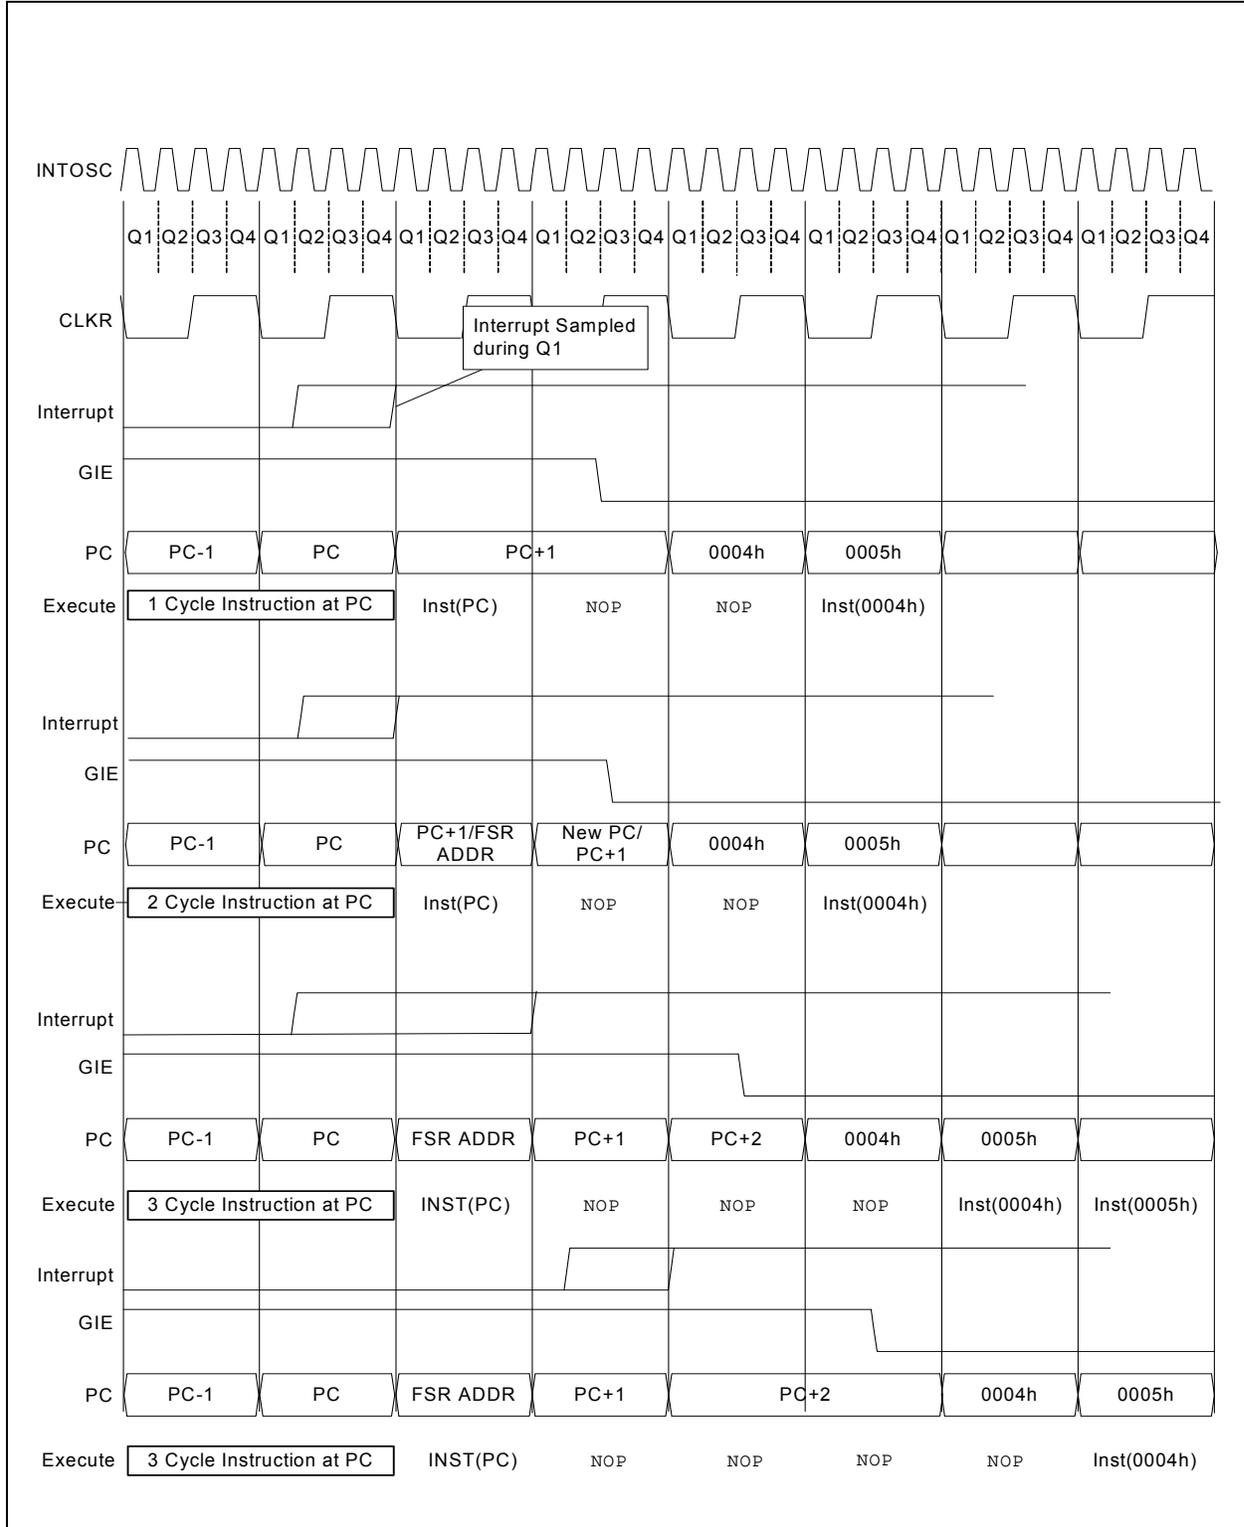 INTOSC
Q1 Q2 Q3 Q4 Q1 Q2 Q3 Q4 Q1 Q2 Q3 Q4 Q1 Q2 Q3 Q4 Q1 Q2 Q3 Q4 Q1 Q2 Q3 Q4 Q1 Q2 Q3 Q4 Q1 Q2 Q3 Q4
CLKR
Interrupt Sampled
during Q1
Interrupt
GIE
PC PC-1 PC PC+1 0004h 0005h
Execute 1 Cycle Instruction at PC Inst(PC) NOP NOP Inst(0004h)
Interrupt
GIE
PC PC-1 PC PC+1/FSR ADDR New PC/ PC+1 0004h 0005h
Execute 2 Cycle Instruction at PC Inst(PC) NOP NOP Inst(0004h)
Interrupt
GIE
PC PC-1 PC FSR ADDR PC+1 PC+2 0004h 0005h
Execute 3 Cycle Instruction at PC INST(PC) NOP NOP NOP Inst(0004h) Inst(0005h)
Interrupt
GIE
PC PC-1 PC FSR ADDR PC+1 PC+2 0004h 0005h
Execute 3 Cycle Instruction at PC INST(PC) NOP NOP NOP NOP Inst(0004h)